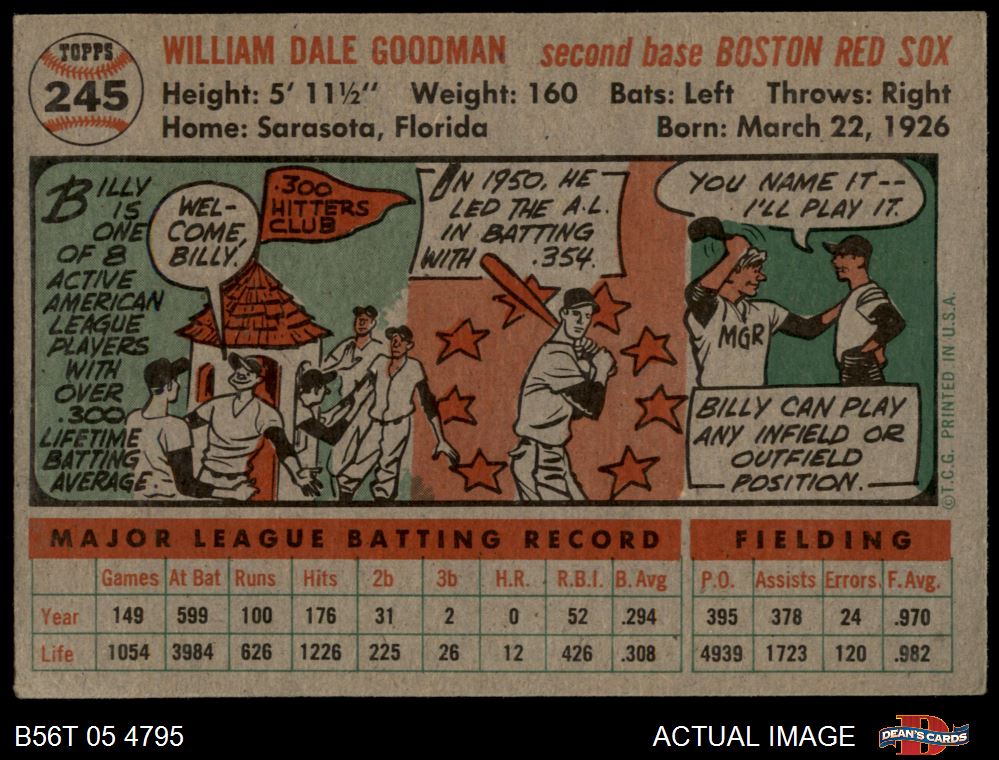 TOPPS
245
WILLIAM DALE GOODMAN second base BOSTON RED SOX
Height: 5' 11½" Weight: 160 Bats: Left Throws: Right
Home: Sarasota, Florida Born: March 22, 1926
BILLY
IS
ONE
OF 8
ACTIVE
AMERICAN
LEAGUE
PLAYERS
WITH
OVER
.300
LIFETIME
BATTING
AVERAGE.
WEL-
COME,
BILLY.
.300
HITTERS
CLUB
IN 1950, HE
LED THE A.L.
IN BATTING
WITH .354.
YOU NAME IT--
I'LL PLAY IT.
MGR
BILLY CAN PLAY
ANY INFIELD OR
OUTFIELD
POSITION.
©T.C.G. PRINTED IN U.S.A.
MAJOR LEAGUE BATTING RECORD FIELDING
Games At Bat Runs Hits 2b 3b H.R. R.B.I. B. Avg P.O. Assists Errors F. Avg.
Year 149 599 100 176 31 2 0 52 .294 395 378 24 .970
Life 1054 3984 626 1226 225 26 12 426 .308 4939 1723 120 .982
B56T 05 4795 ACTUAL IMAGE DEAN'S CARDS